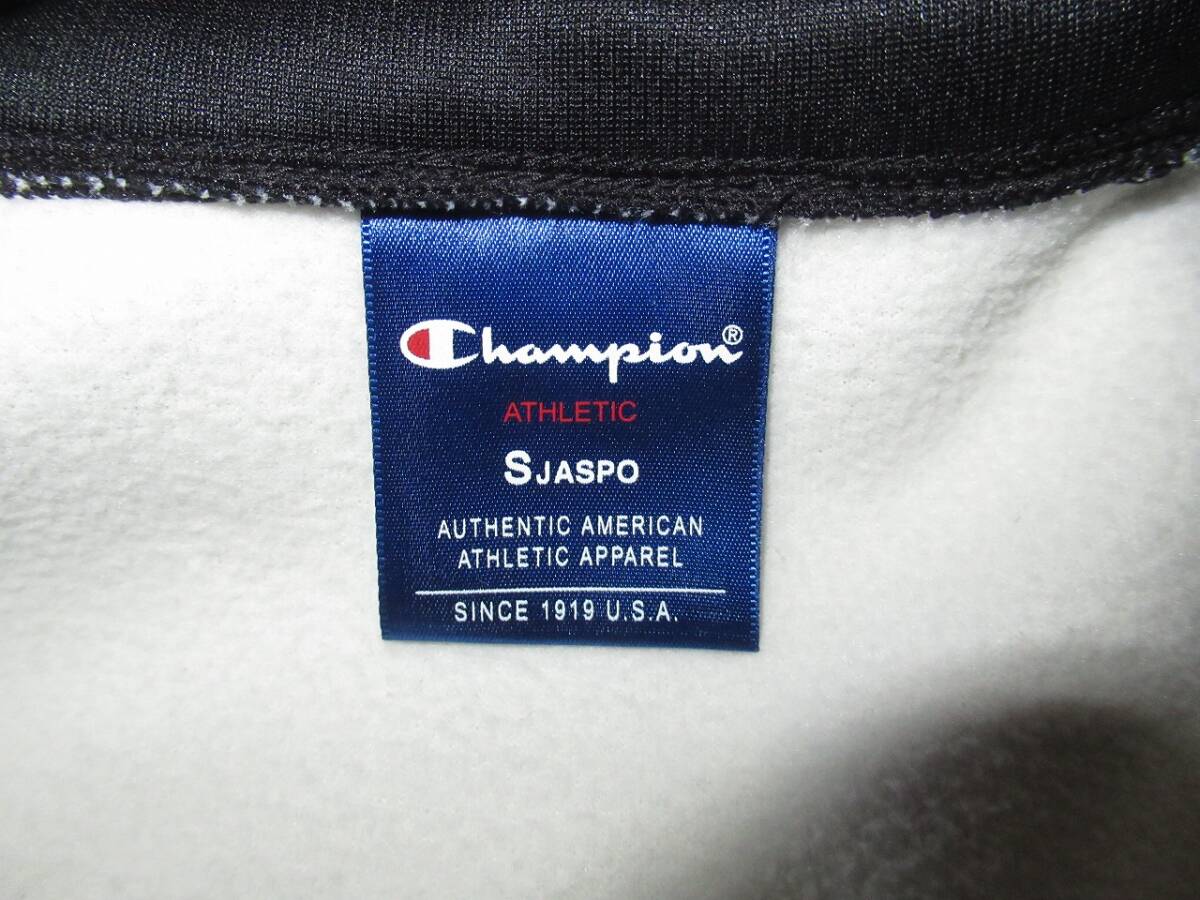 Champion®
ATHLETIC
SJASPO
AUTHENTIC AMERICAN
ATHLETIC APPAREL
SINCE 1919 U.S.A.